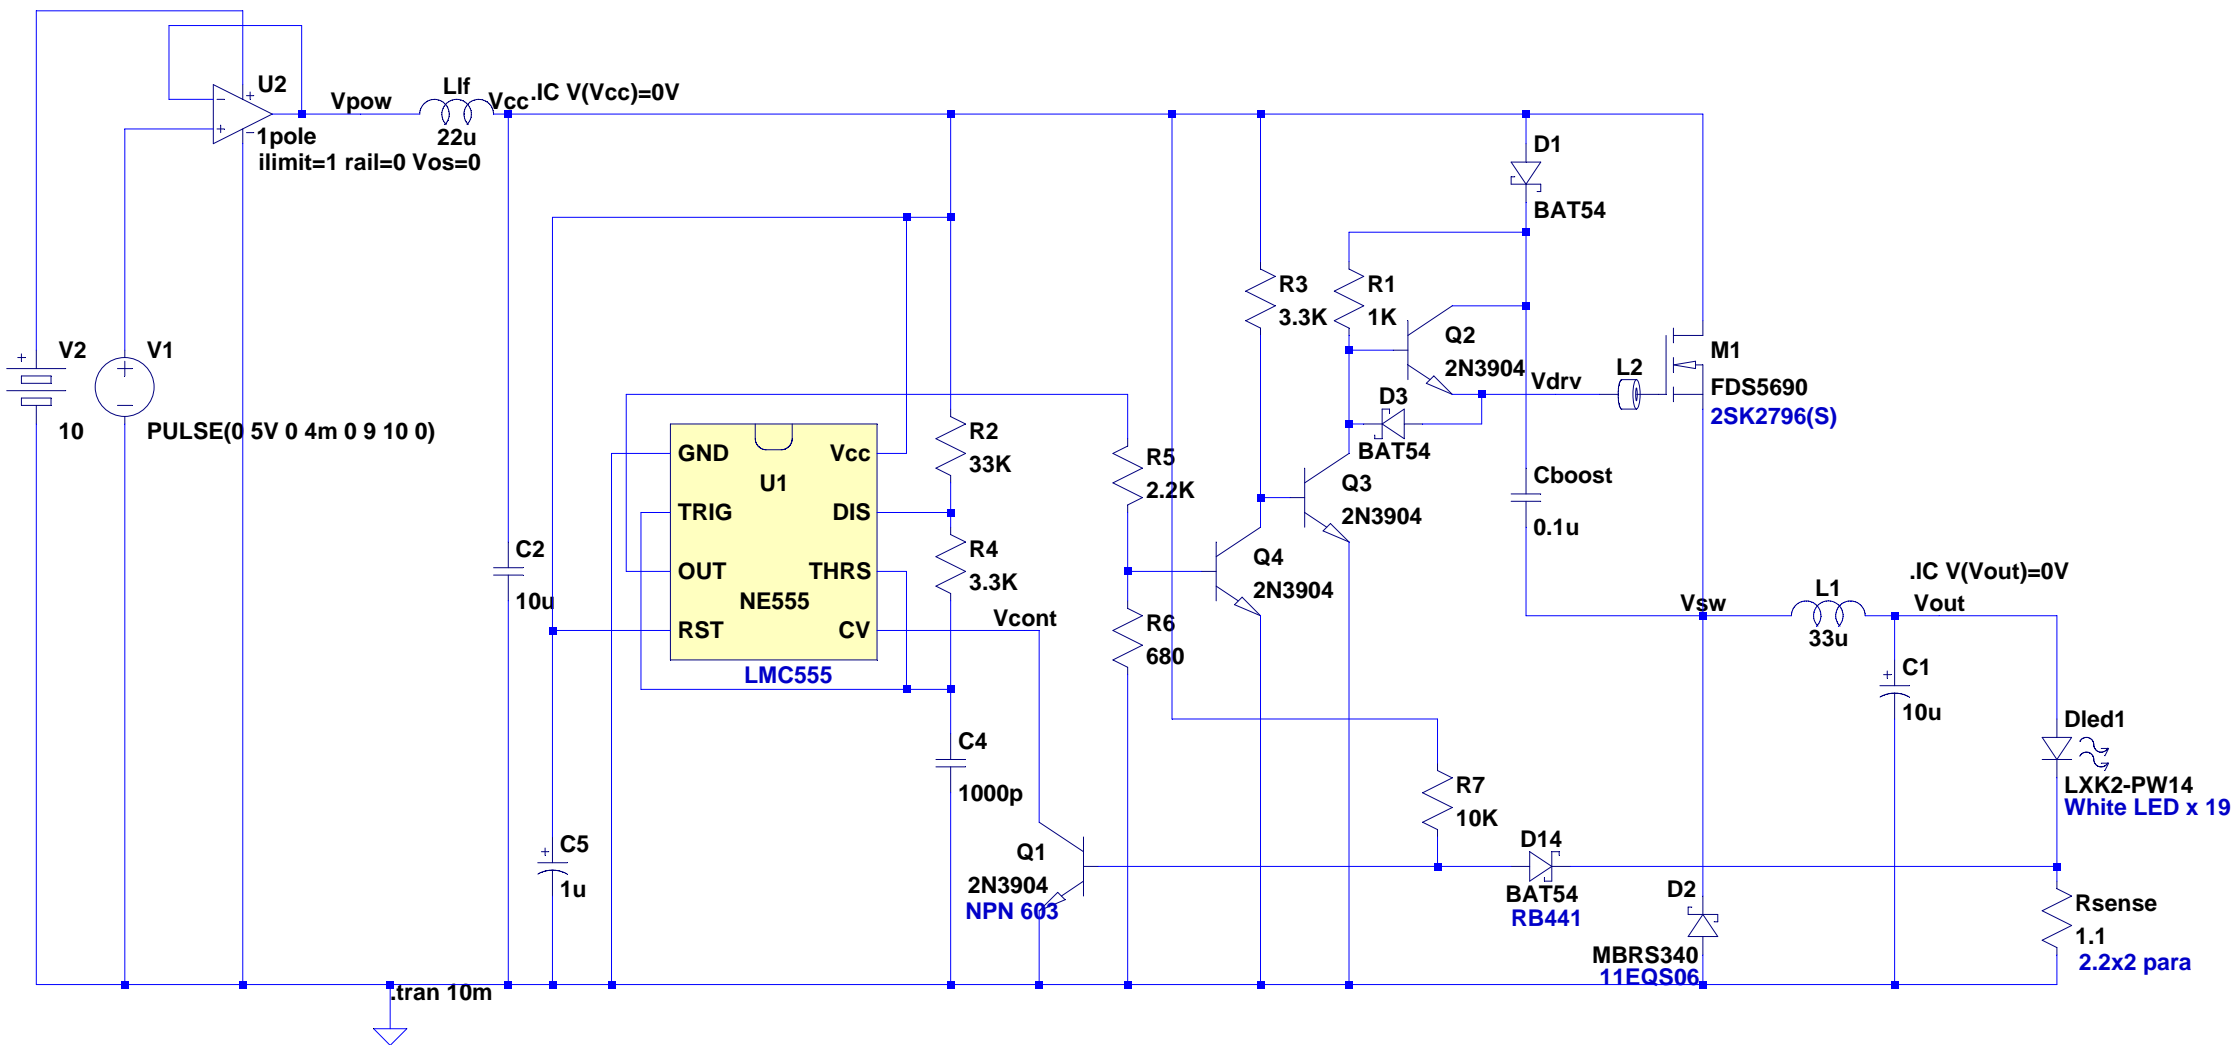 U2
1pole
ilimit=1 rail=0 Vos=0
Vpow
LIf
22u
Vcc
.IC V(Vcc)=0V
V2
10
V1
PULSE(0 5V 0 4m 0 9 10 0)
C2
10u
C5
1u
.tran 10m
GND
TRIG
OUT
RST
Vcc
DIS
THRS
CV
U1
NE555
LMC555
R2
33K
R4
3.3K
C4
1000p
Vcont
Q1
2N3904
NPN 603
R5
2.2K
R6
680
R3
3.3K
R1
1K
Q2
2N3904
D3
BAT54
Q3
2N3904
Q4
2N3904
D1
BAT54
Vdrv
L2
M1
FDS5690
2SK2796(S)
Cboost
0.1u
Vsw
L1
33u
.IC V(Vout)=0V
Vout
C1
10u
Dled1
LXK2-PW14
White LED x 19
R7
10K
D14
BAT54
RB441
D2
MBRS340
11EQS06
Rsense
1.1
2.2x2 para